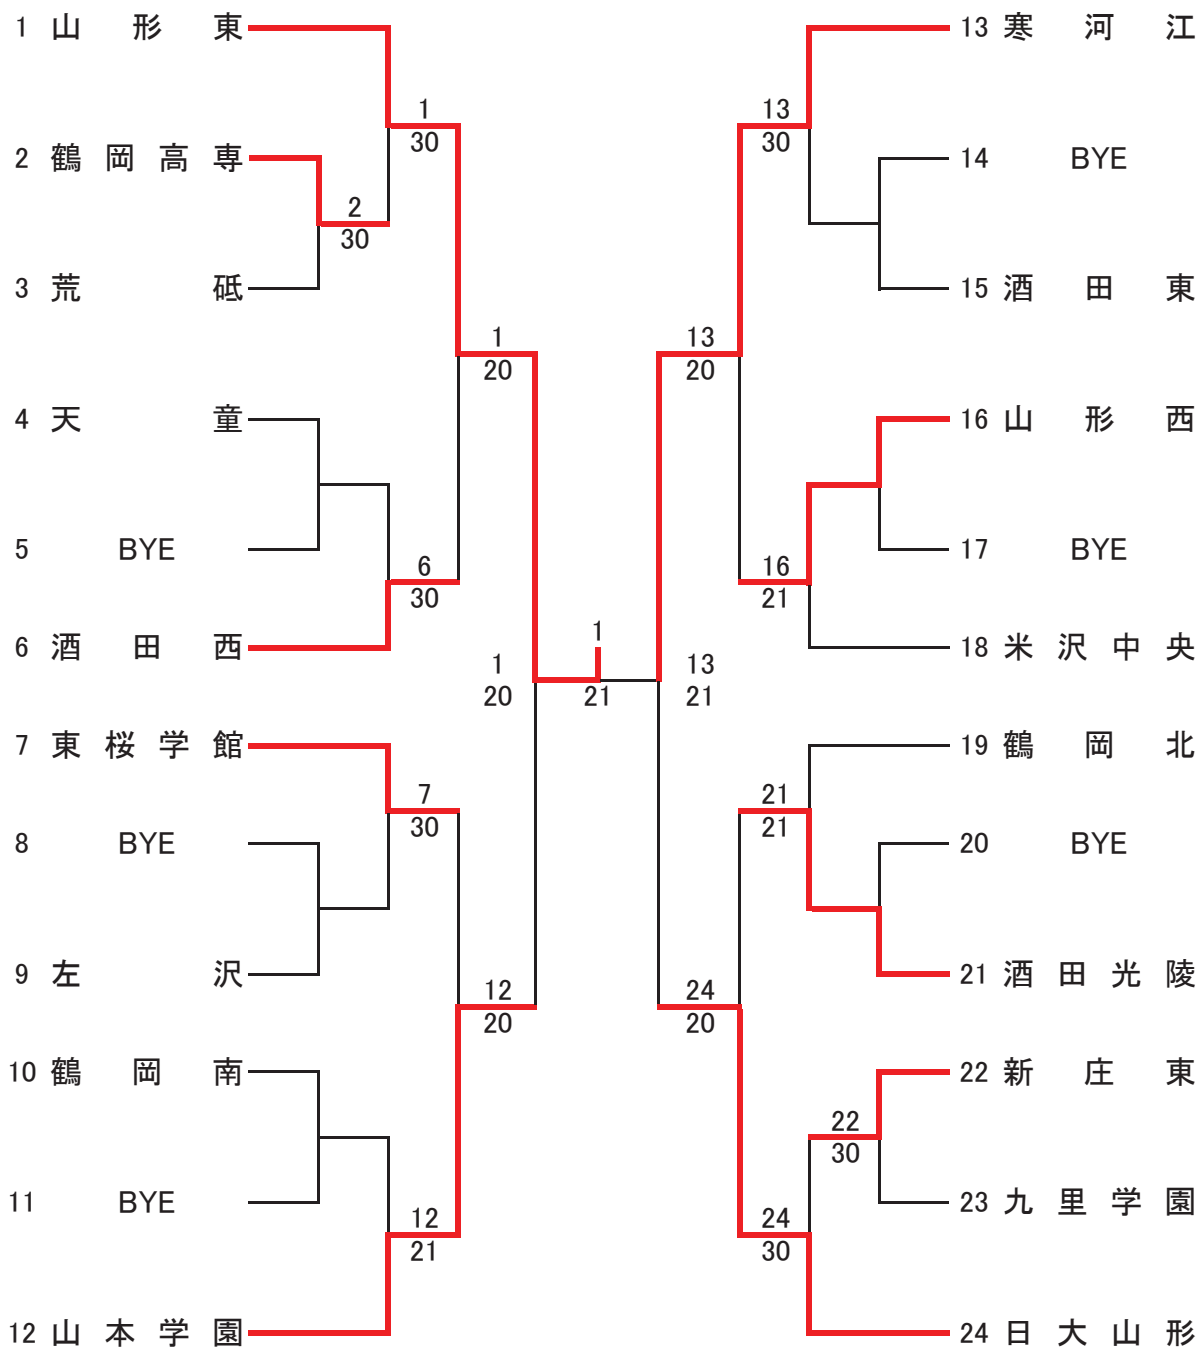 1 山形東
13 寒河江
1
30
13
30
2 鶴岡高専
14 BYE
2
30
3 荒砥
15 酒田東
1
20
13
20
4 天童
16 山形西
5 BYE
17 BYE
6
30
16
21
6 酒田西
18 米沢中央
1
21
1
20
13
21
7 東桜学館
19 鶴岡北
7
30
21
21
8 BYE
20 BYE
9 左沢
21 酒田光陵
12
20
24
20
10 鶴岡南
22 新庄東
22
30
11 BYE
23 九里学園
12
21
24
30
12 山本学園
24 日大山形